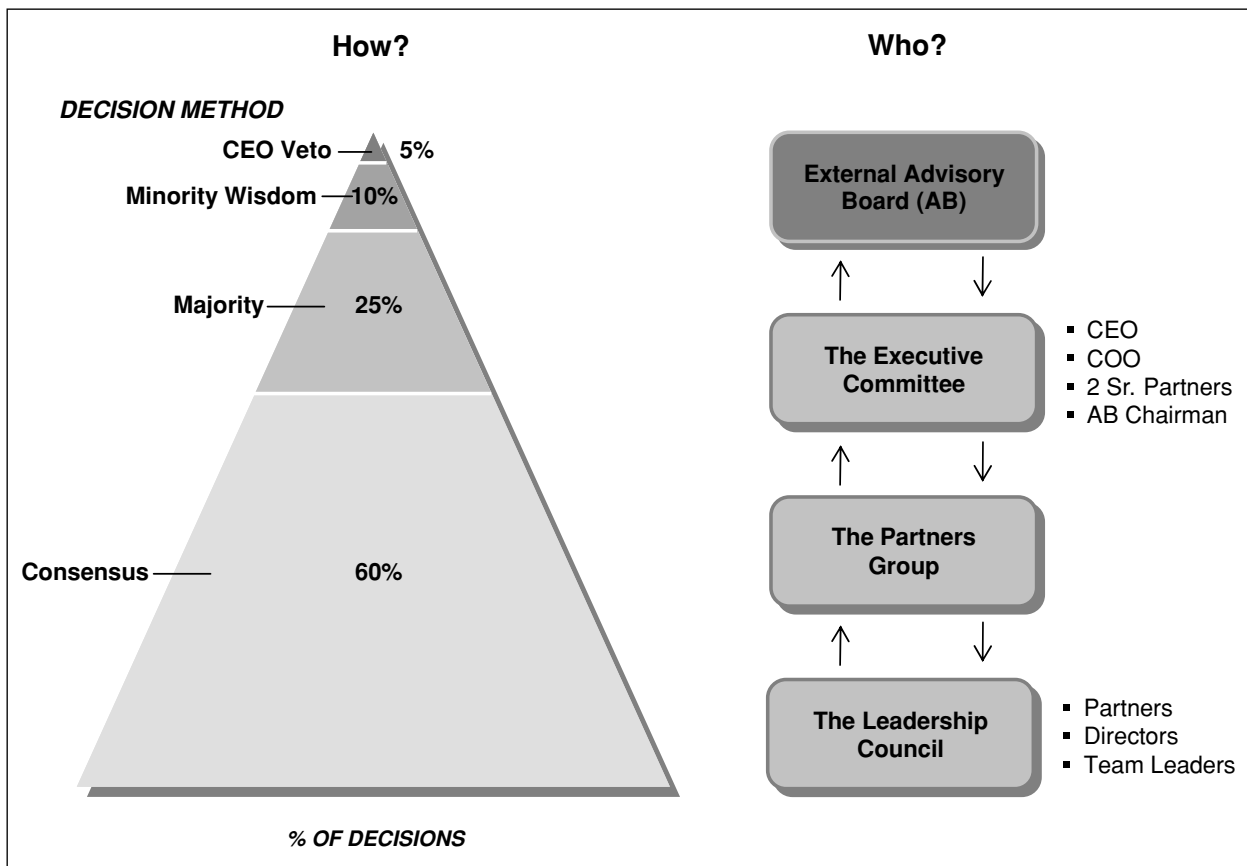 How?
DECISION METHOD
CEO Veto
5%
Minority Wisdom
10%
Majority
25%
Consensus
60%
% OF DECISIONS
Who?
External Advisory
Board (AB)
The Executive
Committee
▪ CEO
▪ COO
▪ 2 Sr. Partners
▪ AB Chairman
The Partners
Group
The Leadership
Council
▪ Partners
▪ Directors
▪ Team Leaders